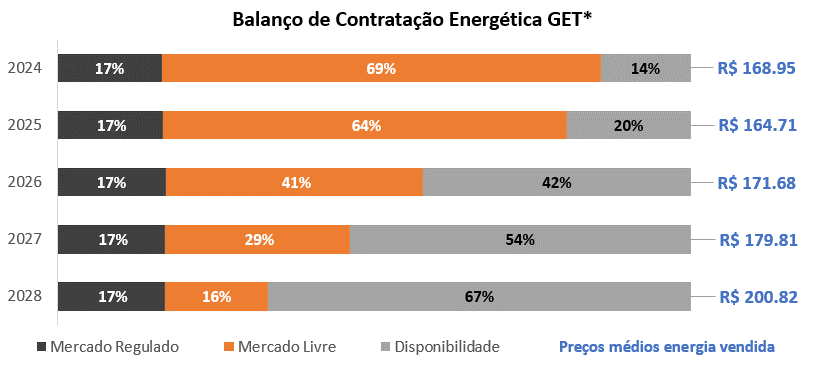 Balanço de Contratação Energética GET*
2024 17% 69% 14% R$ 168.95
2025 17% 64% 20% R$ 164.71
2026 17% 41% 42% R$ 171.68
2027 17% 29% 54% R$ 179.81
2028 17% 16% 67% R$ 200.82
Mercado Regulado Mercado Livre Disponibilidade Preços médios energia vendida